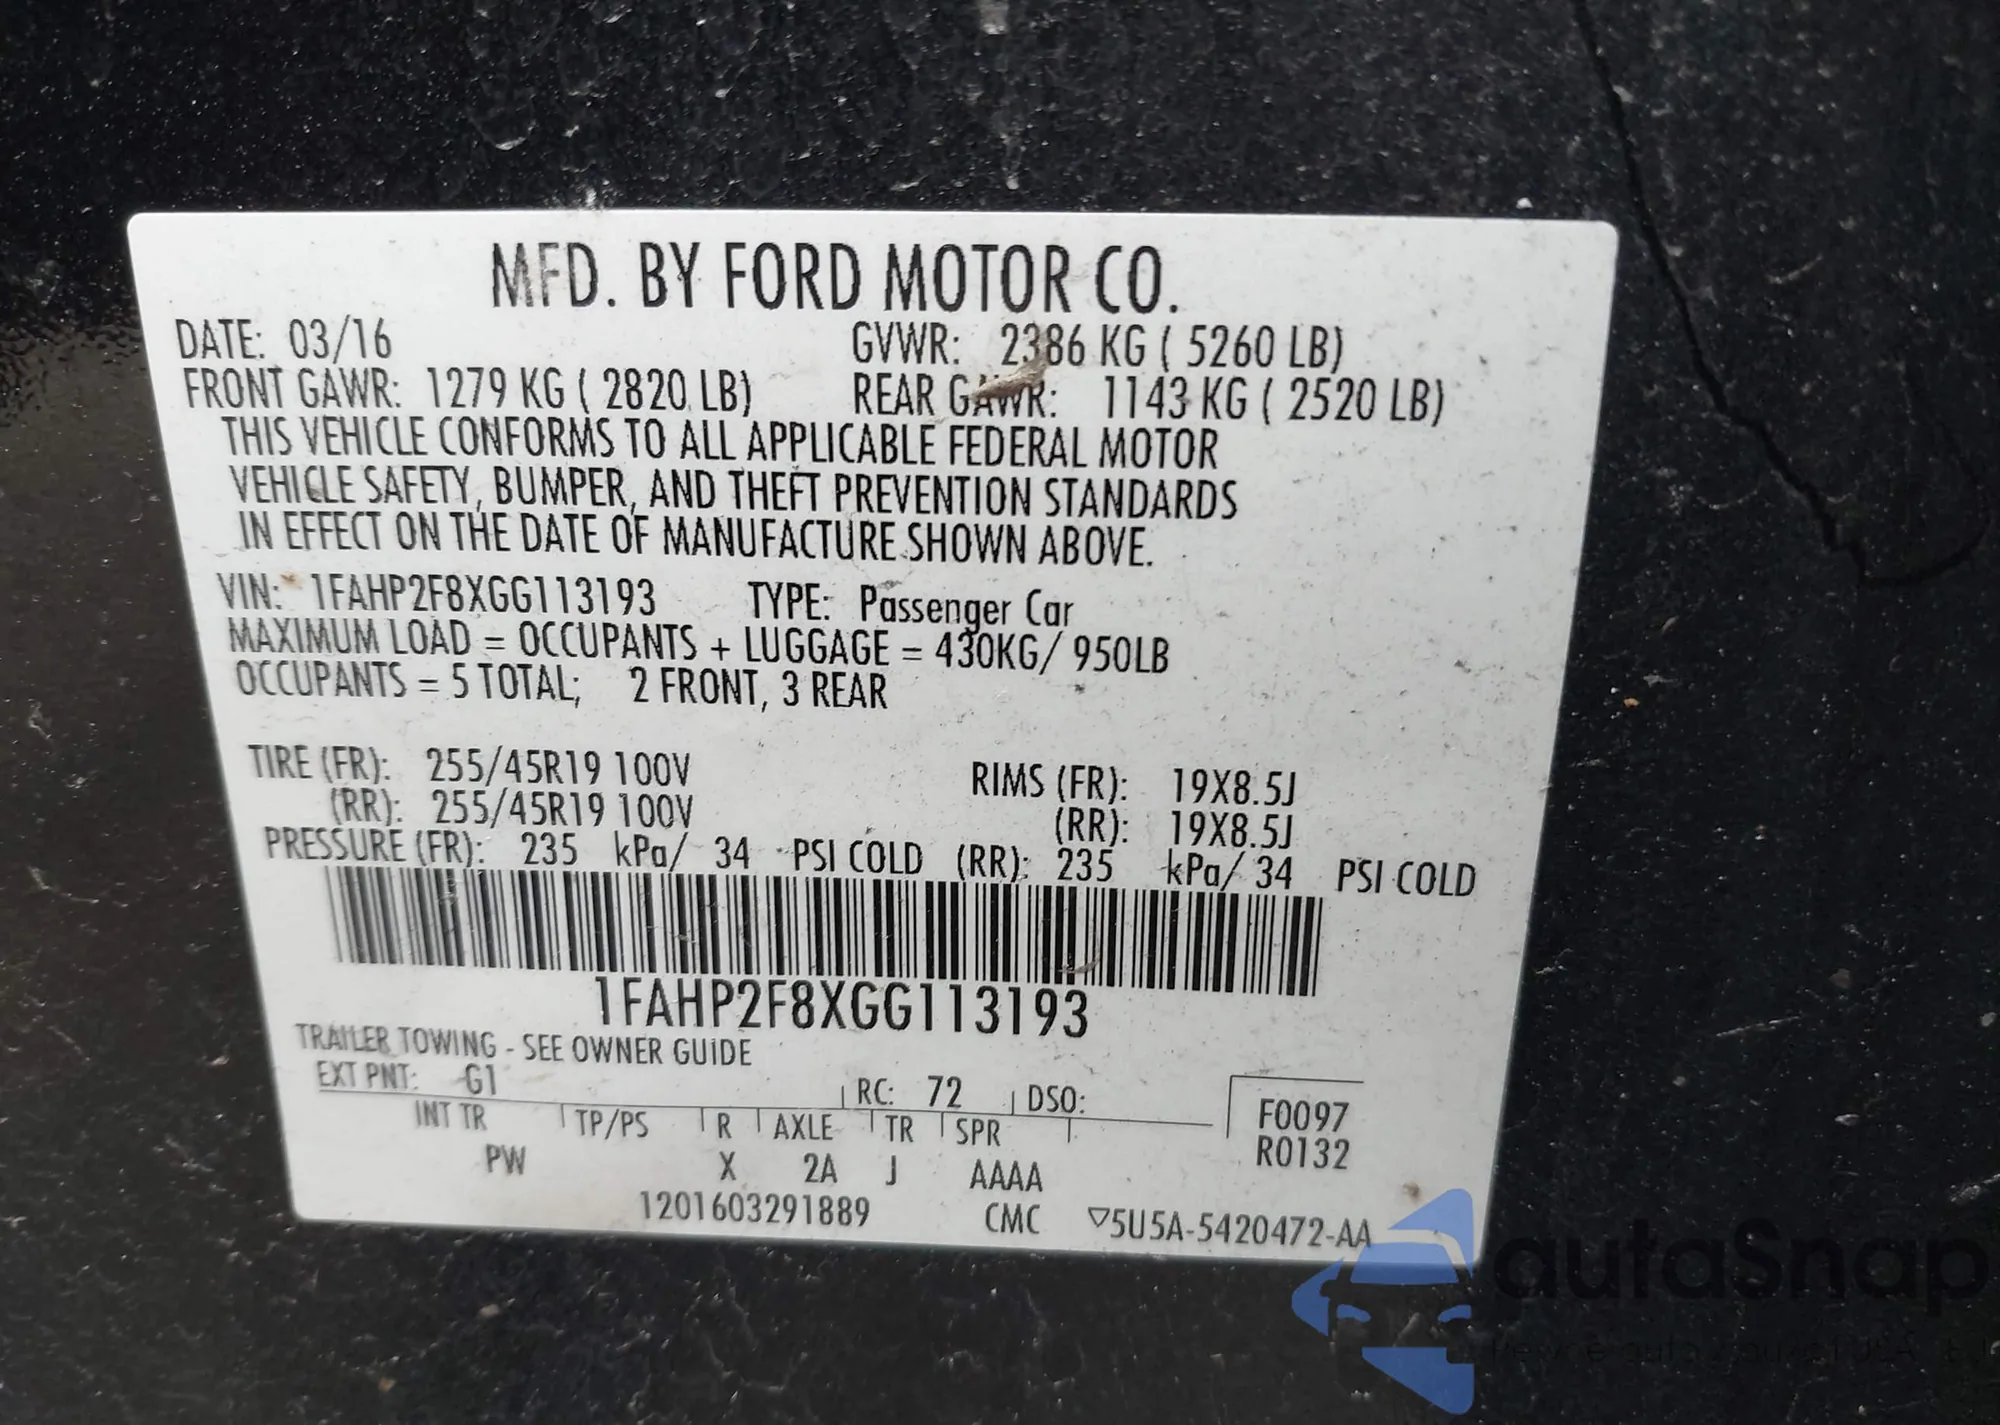 MFD. BY FORD MOTOR CO.
DATE: 03/16 GVWR: 2386 KG ( 5260 LB)
FRONT GAWR: 1279 KG ( 2820 LB) REAR GAWR: 1143 KG ( 2520 LB)
THIS VEHICLE CONFORMS TO ALL APPLICABLE FEDERAL MOTOR
VEHICLE SAFETY, BUMPER, AND THEFT PREVENTION STANDARDS
IN EFFECT ON THE DATE OF MANUFACTURE SHOWN ABOVE.
VIN: 1FAHP2F8XGG113193 TYPE: Passenger Car
MAXIMUM LOAD = OCCUPANTS + LUGGAGE = 430KG/ 950LB
OCCUPANTS = 5 TOTAL; 2 FRONT, 3 REAR
TIRE (FR): 255/45R19 100V RIMS (FR): 19X8.5J
(RR): 255/45R19 100V (RR): 19X8.5J
PRESSURE (FR): 235 kPa/ 34 PSI COLD (RR): 235 kPa/ 34 PSI COLD
1FAHP2F8XGG113193
TRAILER TOWING - SEE OWNER GUIDE
EXT PNT: G1 RC: 72 DSO:
INT TR TP/PS R AXLE TR SPR F0097
PW X 2A J AAAA R0132
1201603291889 CMC ▽5U5A-5420472-AA
autoSnap